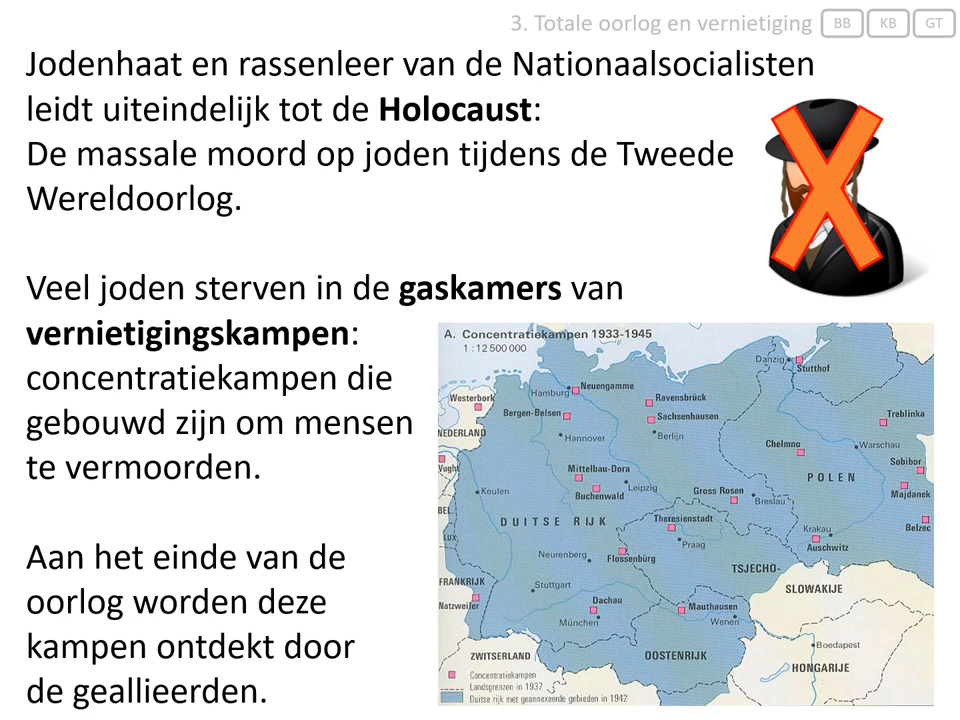 3. Totale oorlog en vernietiging BB KB GT
Jodenhaat en rassenleer van de Nationaalsocialisten
leidt uiteindelijk tot de Holocaust:
De massale moord op joden tijdens de Tweede
Wereldoorlog.
Veel joden sterven in de gaskamers van
vernietigingskampen:
concentratiekampen die
gebouwd zijn om mensen
te vermoorden.
Aan het einde van de
oorlog worden deze
kampen ontdekt door
de geallieerden.
A. Concentratiekampen 1933-1945
1 : 12 500 000
Danzig
Stutthof
Neuengamme
Hamburg
Ravensbrück
Westerbork
Bergen-Belsen
Sachsenhausen
Treblinka
NEDERLAND
Hannover
Berlijn
Chelmno
Warschau
Vught
Mittelbau-Dora
Sobibor
POLEN
Keulen
Leipzig
Gross Rosen
Buchenwald
Breslau
Majdanek
BEL.
DUITSE RIJK
Theresienstadt
Belzec
LUX.
Praag
Krakau
Neurenberg
Flossenbürg
Auschwitz
TSJECHO-
FRANKRIJK
Stuttgart
SLOWAKIJE
Natzweiler
Dachau
Mauthausen
München
Wenen
Boedapest
ZWITSERLAND
OOSTENRIJK
HONGARIJE
Concentratiekampen
Landsgrenzen in 1937
Duitse rijk met geannexeerde gebieden in 1942